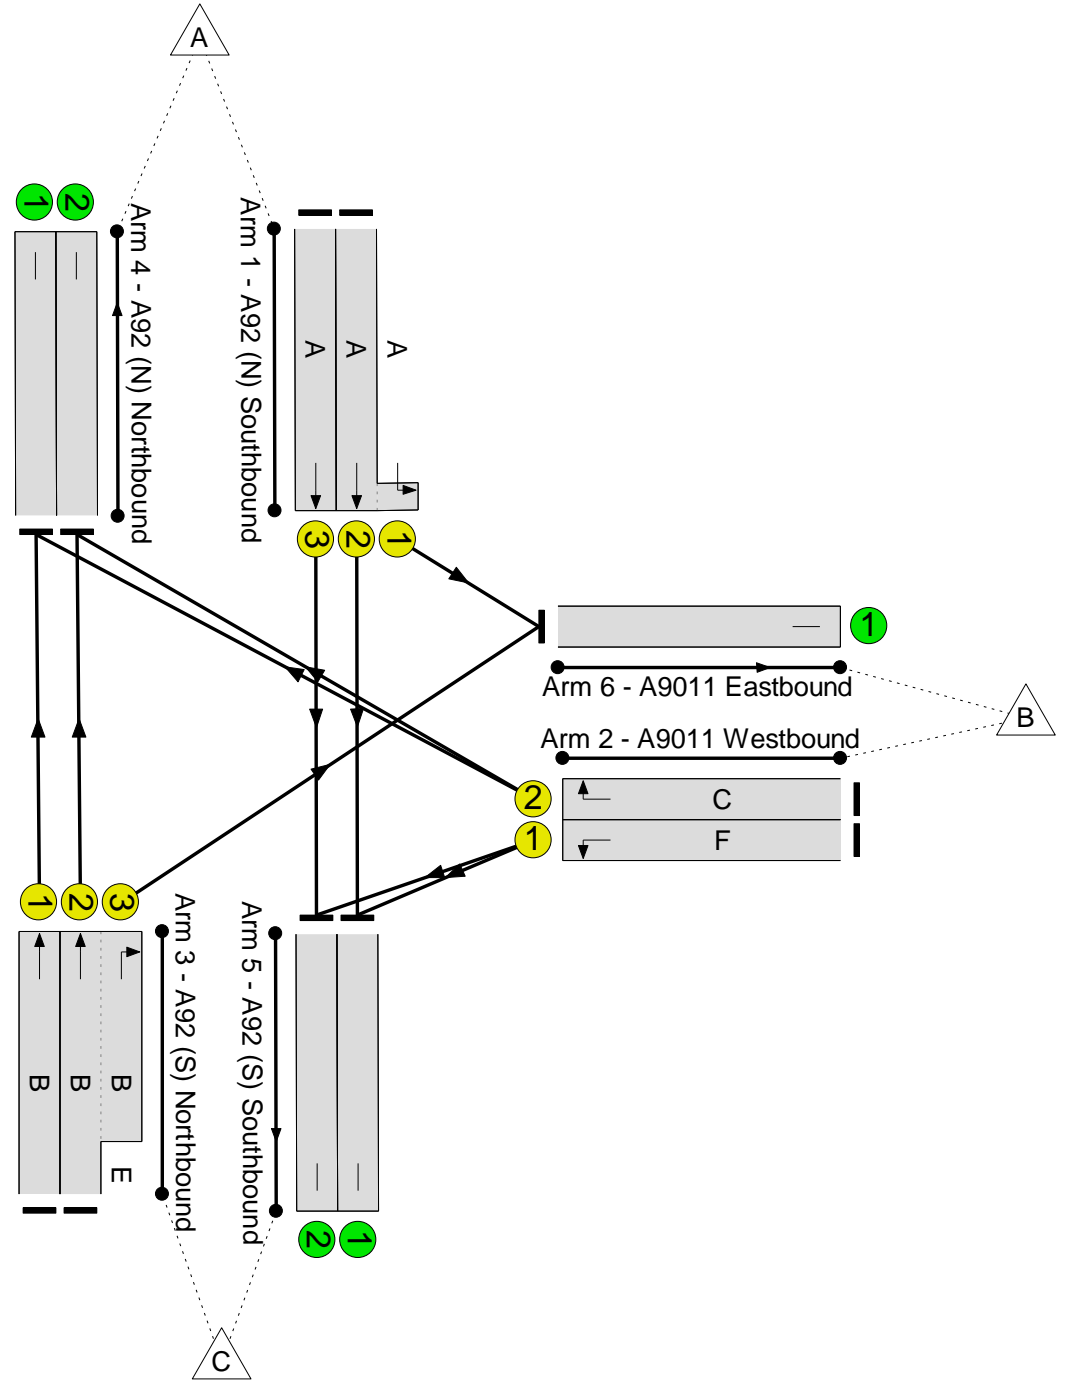 A
1
2
Arm 4 - A92 (N) Northbound
Arm 1 - A92 (N) Southbound
A
A
A
3
2
1
1
Arm 6 - A9011 Eastbound
B
Arm 2 - A9011 Westbound
2
C
1
F
1
2
3
Arm 3 - A92 (S) Northbound
Arm 5 - A92 (S) Southbound
B
B
B
E
2
1
C